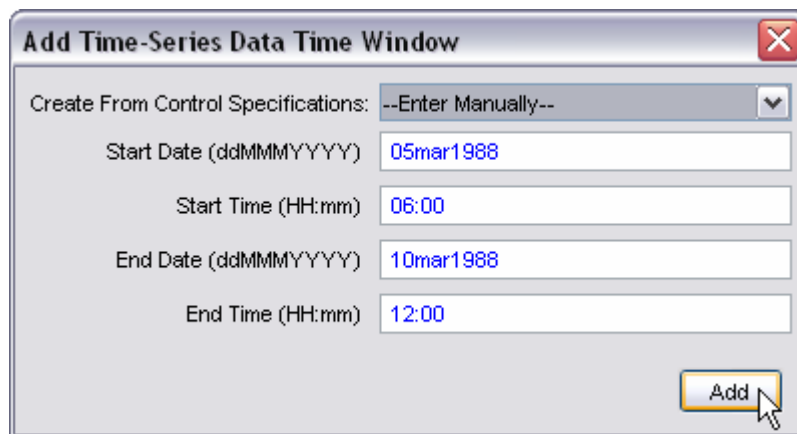 Add Time-Series Data Time Window
Create From Control Specifications: --Enter Manually--
Start Date (ddMMMYYYY) 05mar1988
Start Time (HH:mm) 06:00
End Date (ddMMMYYYY) 10mar1988
End Time (HH:mm) 12:00
Add